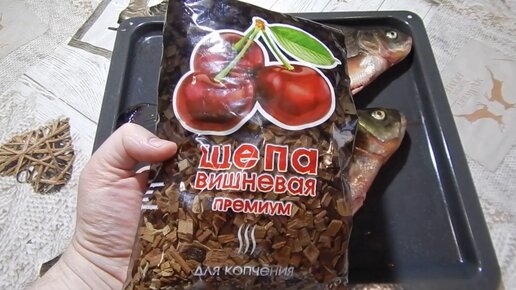 щепа
вишневая
премиум
для копчения